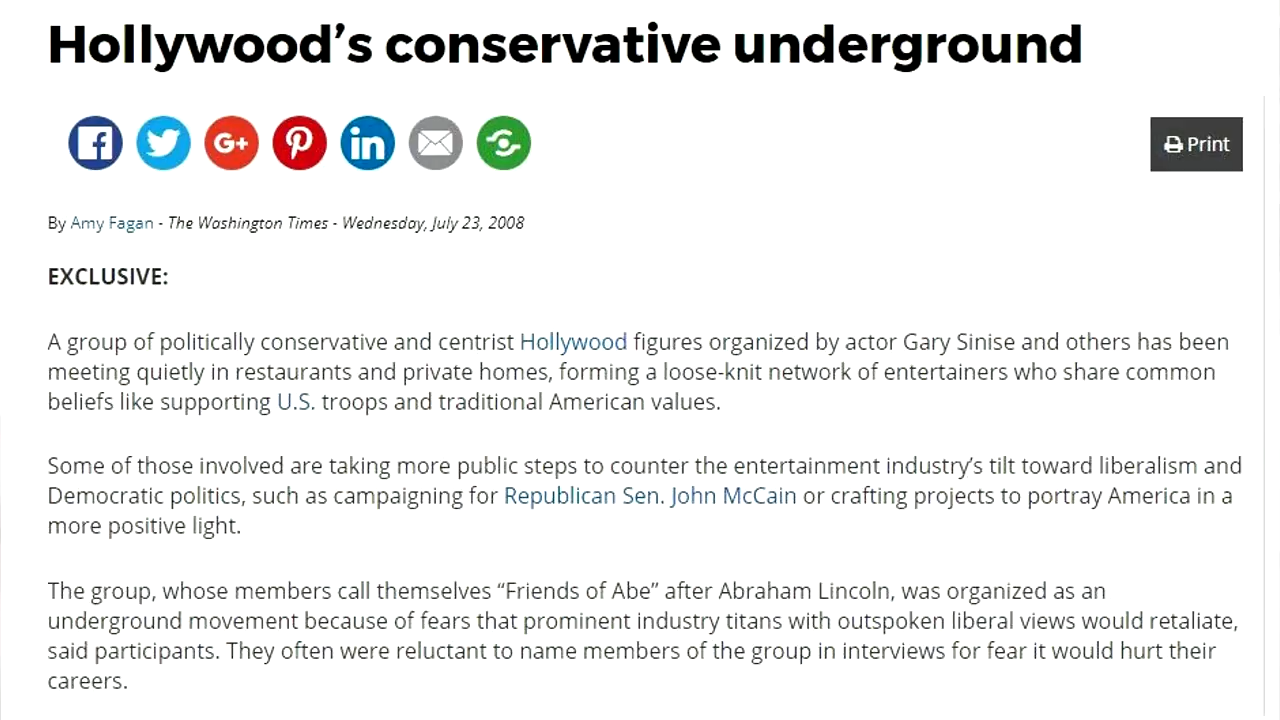 Hollywood’s conservative underground
G+
in
Print
By Amy Fagan - The Washington Times - Wednesday, July 23, 2008
EXCLUSIVE:
A group of politically conservative and centrist Hollywood figures organized by actor Gary Sinise and others has been
meeting quietly in restaurants and private homes, forming a loose-knit network of entertainers who share common
beliefs like supporting U.S. troops and traditional American values.
Some of those involved are taking more public steps to counter the entertainment industry’s tilt toward liberalism and
Democratic politics, such as campaigning for Republican Sen. John McCain or crafting projects to portray America in a
more positive light.
The group, whose members call themselves “Friends of Abe” after Abraham Lincoln, was organized as an
underground movement because of fears that prominent industry titans with outspoken liberal views would retaliate,
said participants. They often were reluctant to name members of the group in interviews for fear it would hurt their
careers.